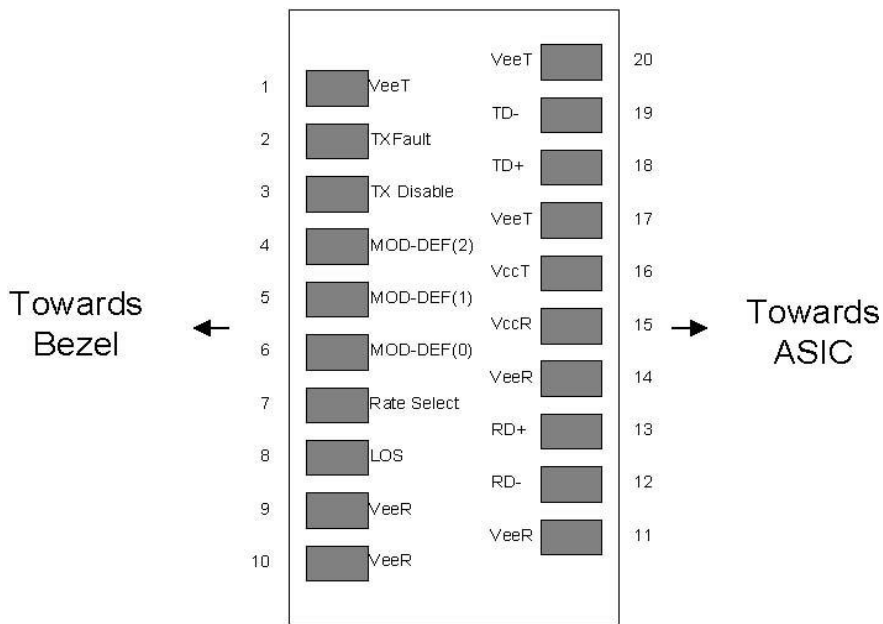 1 VeeT
2 TXFault
3 TX Disable
4 MOD-DEF(2)
5 MOD-DEF(1)
6 MOD-DEF(0)
7 Rate Select
8 LOS
9 VeeR
10 VeeR
VeeT 20
TD- 19
TD+ 18
VeeT 17
VccT 16
VccR 15
VeeR 14
RD+ 13
RD- 12
VeeR 11
Towards
Bezel
Towards
ASIC